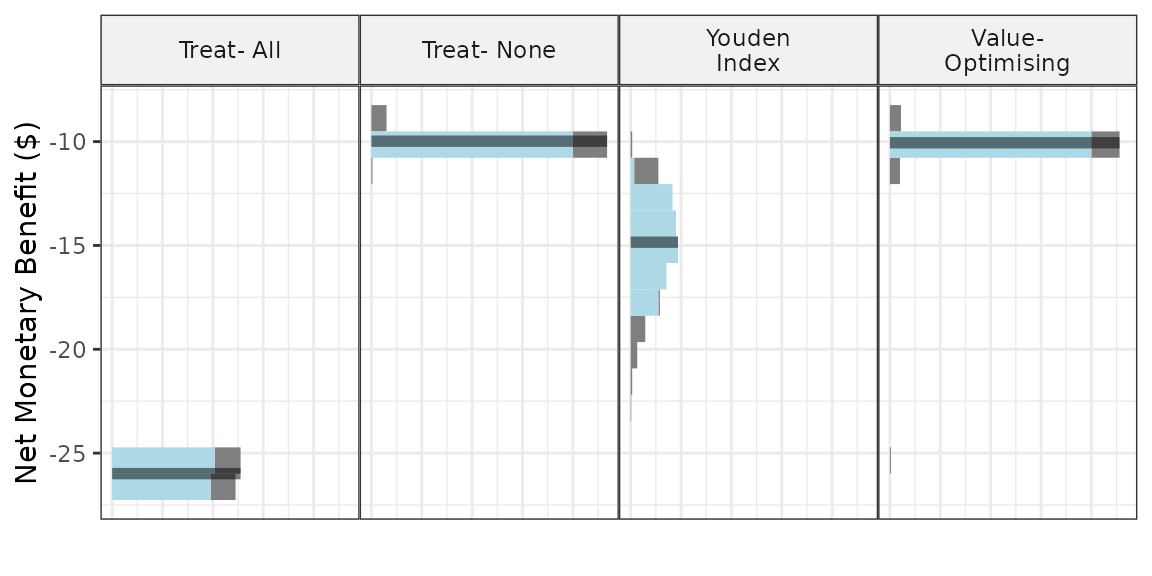 Treat- All
Treat- None
Youden
Index
Value-
Optimising
Net Monetary Benefit ($)
-10
-15
-20
-25